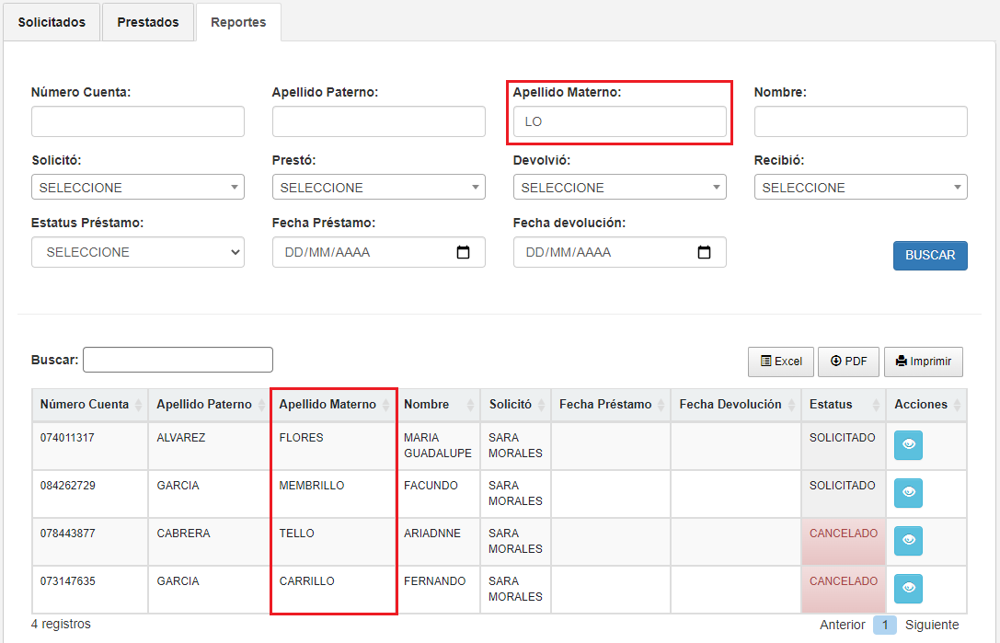 Solicitados Prestados Reportes
Número Cuenta: Apellido Paterno: Apellido Materno: Nombre:
LO
Solicitó: Prestó: Devolvió: Recibió:
SELECCIONE SELECCIONE SELECCIONE SELECCIONE
Estatus Préstamo: Fecha Préstamo: Fecha devolución:
SELECCIONE DD/MM/AAAA DD/MM/AAAA BUSCAR
Buscar: Excel PDF Imprimir
Número Cuenta Apellido Paterno Apellido Materno Nombre Solicitó Fecha Préstamo Fecha Devolución Estatus Acciones
074011317 ALVAREZ FLORES MARIA SARA SOLICITADO
GUADALUPE MORALES
084262729 GARCIA MEMBRILLO FACUNDO SARA SOLICITADO
MORALES
078443877 CABRERA TELLO ARIADNNE SARA CANCELADO
MORALES
073147635 GARCIA CARRILLO FERNANDO SARA CANCELADO
MORALES
4 registros Anterior 1 Siguiente